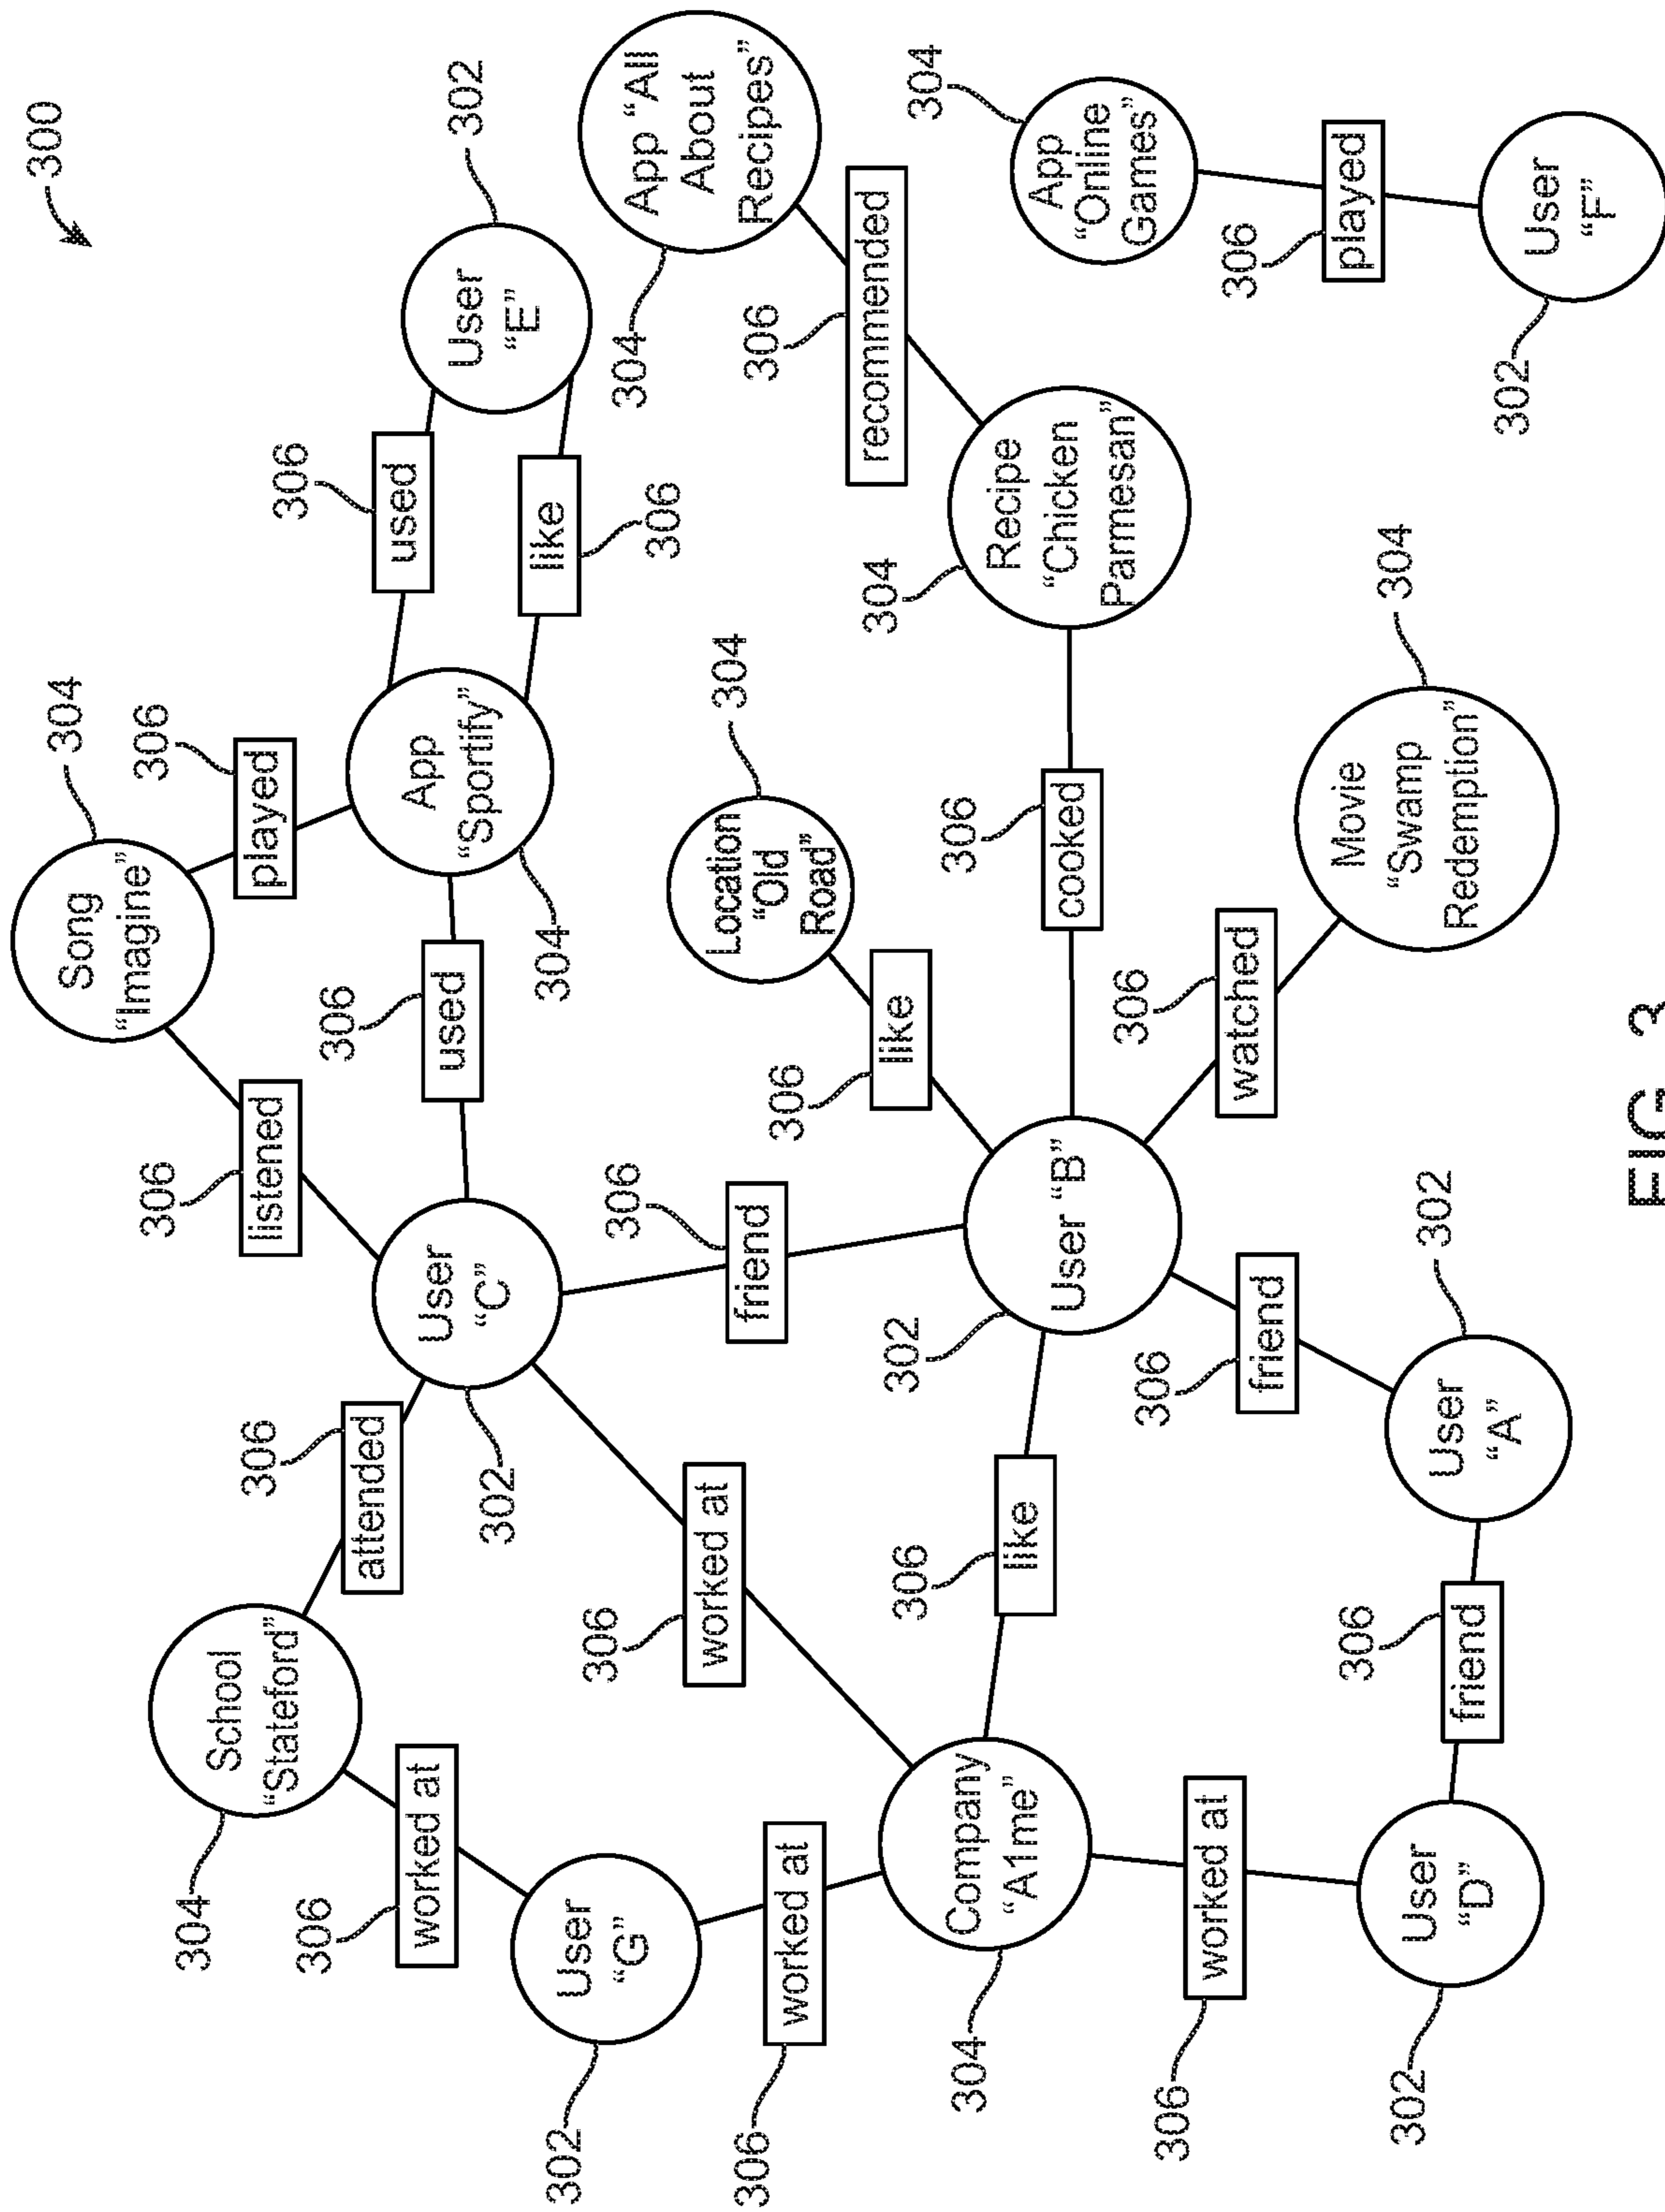 300
304
Song
"Imagine"
306
played
306
listened
304
School
"Stateford"
306
attended
306
used
302
User
"E"
306
like
306
worked at
304
App
"Sportify"
304
306
used
User
"C"
302
302
User
"G"
306
friend
306
worked at
306
worked at
304
App "All
About
Recipes"
304
Location
"Old
Road"
304
306
recommended
306
like
304
Recipe
"Chicken
Parmesan"
306
cooked
302
User "B"
306
like
304
Company
"A1me"
304
App
"Online
Games"
306
played
306
watched
306
friend
306
worked at
304
Movie
"Swamp
Redemption"
302
User
"A"
306
friend
302
User
"D"
302
User
"F"
FIG. 3